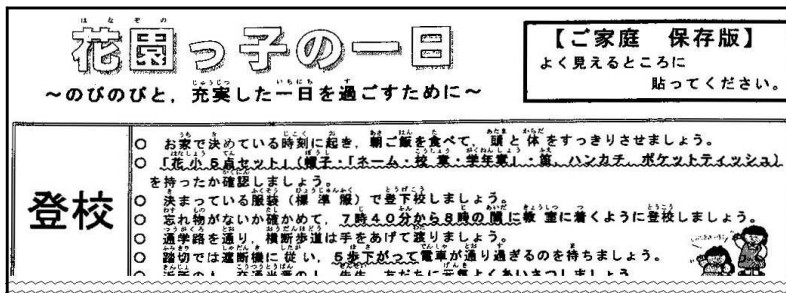 花園っ子の一日
~のびのびと,充実した一日を過ごすために~
【ご家庭 保存版】
よく見えるところに
貼ってください。
登校
○ お家で決めている時刻に起き,朝ご飯を食べて,頭と体をすっきりさせましょう。
○ 「花小5点セット」(帽子・「ネーム・校章・学年章」・笛,ハンカチ,ポケットティッシュ)
を持ったか確認しましょう。
○ 決まっている服装(標準服)で登下校しましょう。
○ 忘れ物がないか確かめて,7時40分から8時の間に教室に着くように登校しましょう。
○ 通学路を通り,横断歩道は手をあげて渡りましょう。
○ 踏切では遮断機に従い,5歩下がって電車が通り過ぎるのを待ちましょう。